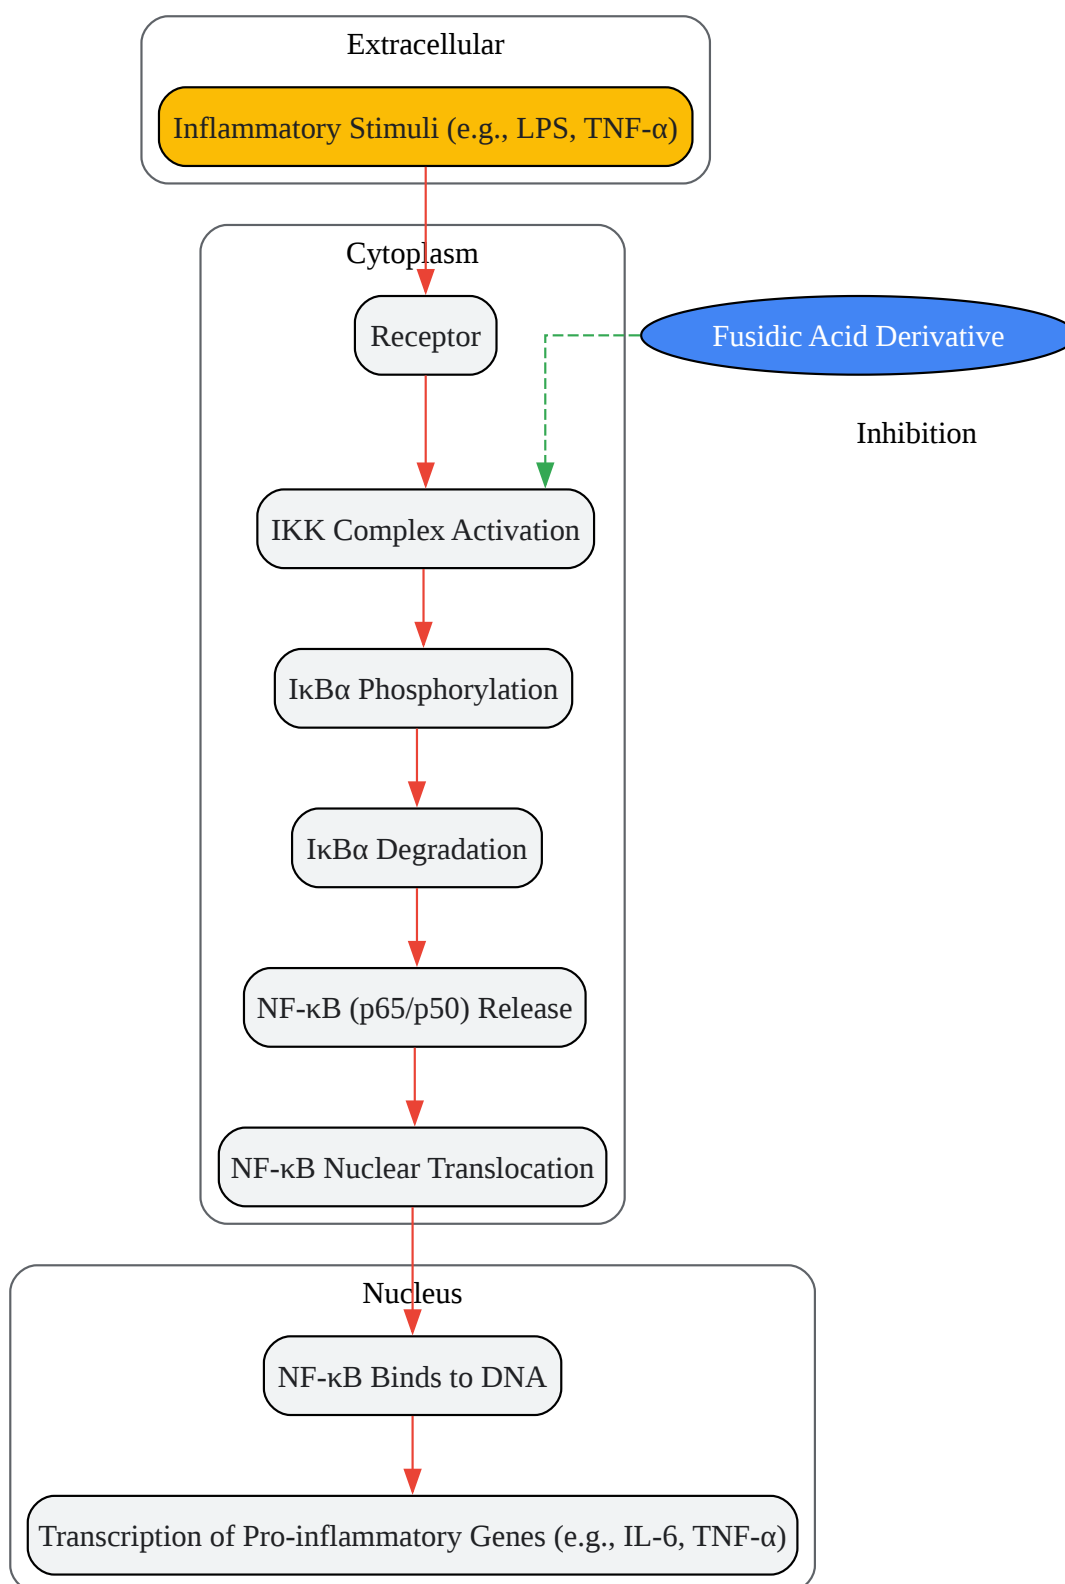 Extracellular
Inflammatory Stimuli (e.g., LPS, TNF-α)
Cytoplasm
Receptor
Fusidic Acid Derivative
Inhibition
IKK Complex Activation
IκBα Phosphorylation
IκBα Degradation
NF-κB (p65/p50) Release
NF-κB Nuclear Translocation
Nucleus
NF-κB Binds to DNA
Transcription of Pro-inflammatory Genes (e.g., IL-6, TNF-α)